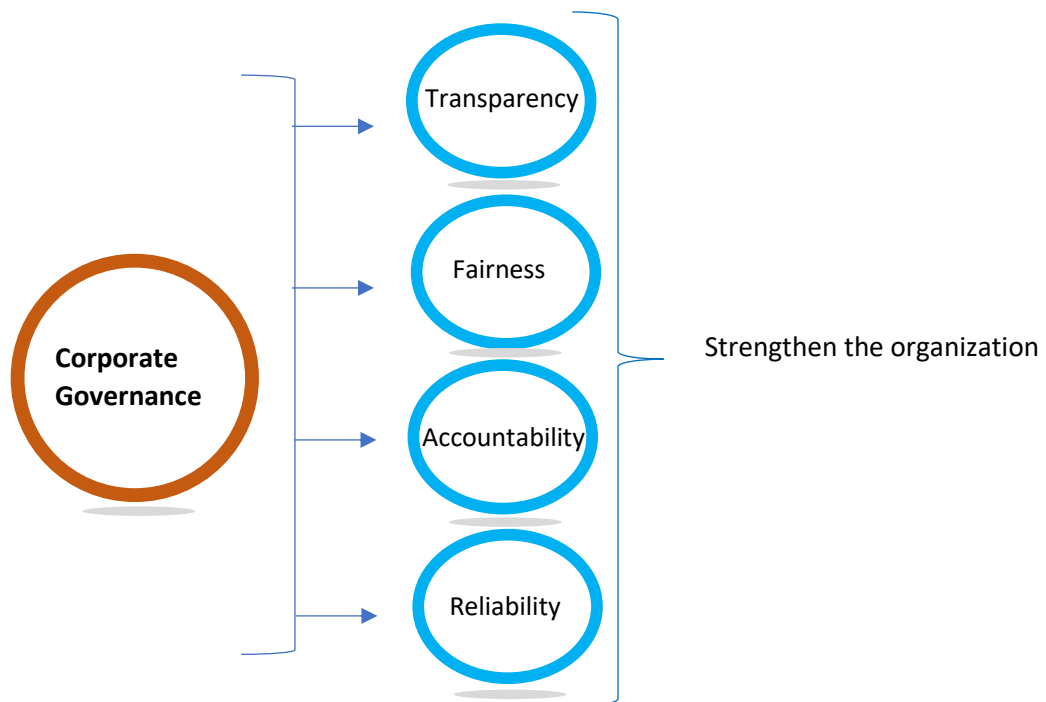 Transparency
Fairness
Corporate
Governance
Strengthen the organization
Accountability
Reliability